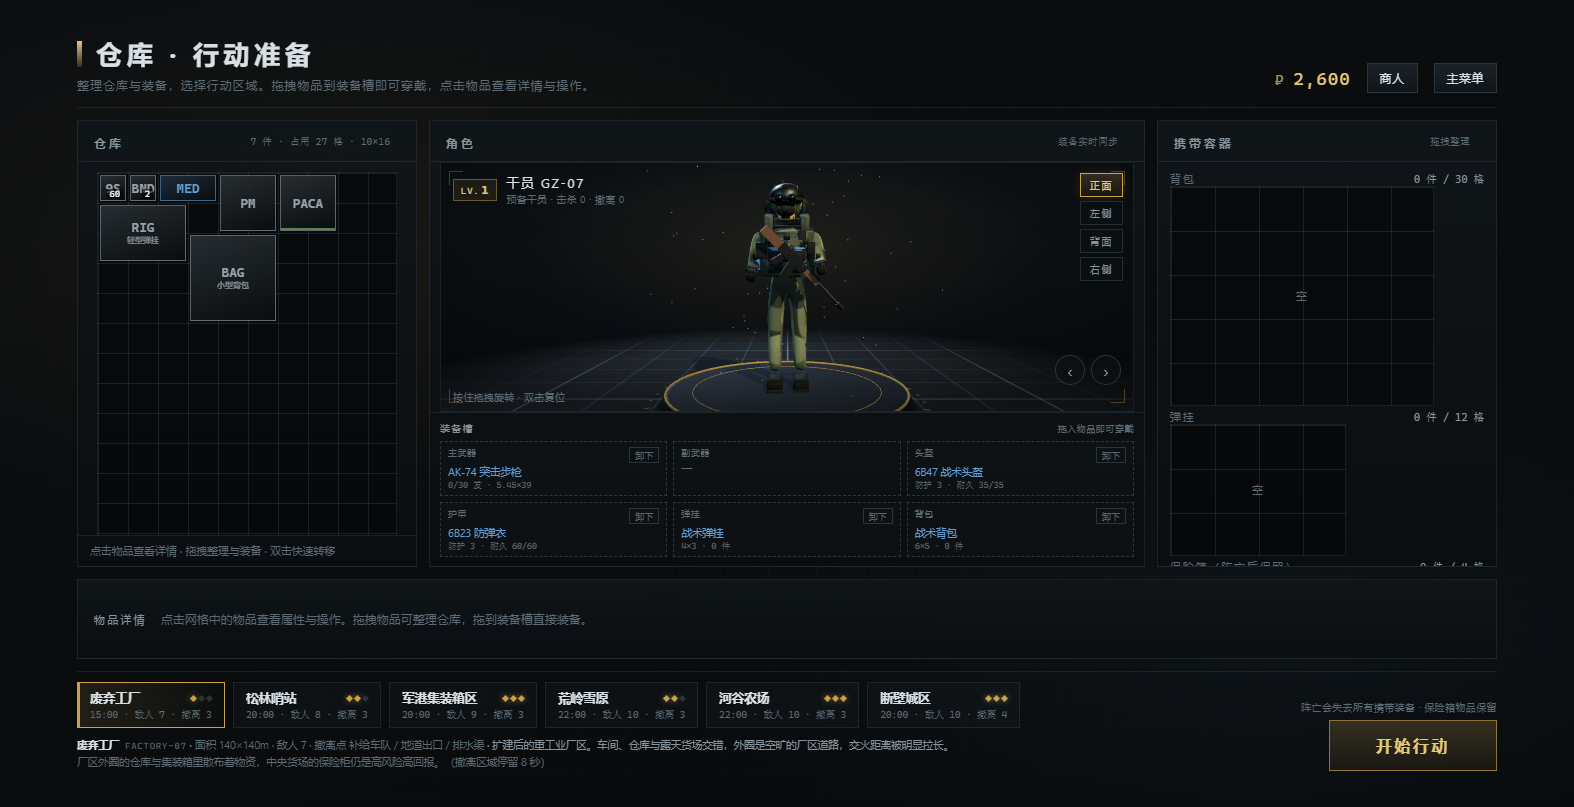 仓库 · 行动准备
整理仓库与装备，选择行动区域。拖拽物品到装备槽即可穿戴，点击物品查看详情与操作。
₽ 2,600
商人
主菜单
仓库
7 件 · 占用 27 格 · 10×16
60
BND
2
MED
PM
PACA
RIG
轻型弹挂
BAG
小型背包
点击物品查看详情 · 拖拽整理与装备 · 双击快速转移
角色
装备实时同步
LV. 1
干员 GZ-07
预备干员 · 击杀 0 · 撤离 0
正面
左侧
背面
右侧
‹
›
按住拖拽旋转 · 双击复位
装备槽
拖入物品即可穿戴
主武器
卸下
AK-74 突击步枪
0/30 发 · 5.45×39
副武器
—
头盔
卸下
6B47 战术头盔
防护 3 · 耐久 35/35
护甲
卸下
6B23 防弹衣
防护 3 · 耐久 60/60
弹挂
卸下
战术弹挂
4×3 · 0 件
背包
卸下
战术背包
6×5 · 0 件
携带容器
拖拽整理
背包
0 件 / 30 格
空
弹挂
0 件 / 12 格
空
保险箱（阵亡后保留）
物品详情
点击网格中的物品查看属性与操作。拖拽物品可整理仓库，拖到装备槽直接装备。
废弃工厂 ◆◆◆
15:00 · 敌人 7 · 撤离 3
松林哨站 ◆◆◆
20:00 · 敌人 8 · 撤离 3
军港集装箱区 ◆◆◆
20:00 · 敌人 9 · 撤离 3
荒岭雪原 ◆◆◆
22:00 · 敌人 10 · 撤离 3
河谷农场 ◆◆◆
22:00 · 敌人 10 · 撤离 3
断壁城区 ◆◆◆
20:00 · 敌人 10 · 撤离 4
废弃工厂 FACTORY-07 · 面积 140×140m · 敌人 7 · 撤离点 补给车队 / 地道出口 / 排水渠 · 扩建后的重工业厂区。车间、仓库与露天货场交错，外圈是空旷的厂区道路，交火距离被明显拉长。
厂区外圈的仓库与集装箱里散布着物资，中央货场的保险柜仍是高风险高回报。（撤离区域停留 8 秒）
阵亡会失去所有携带装备 · 保险箱物品保留
开始行动